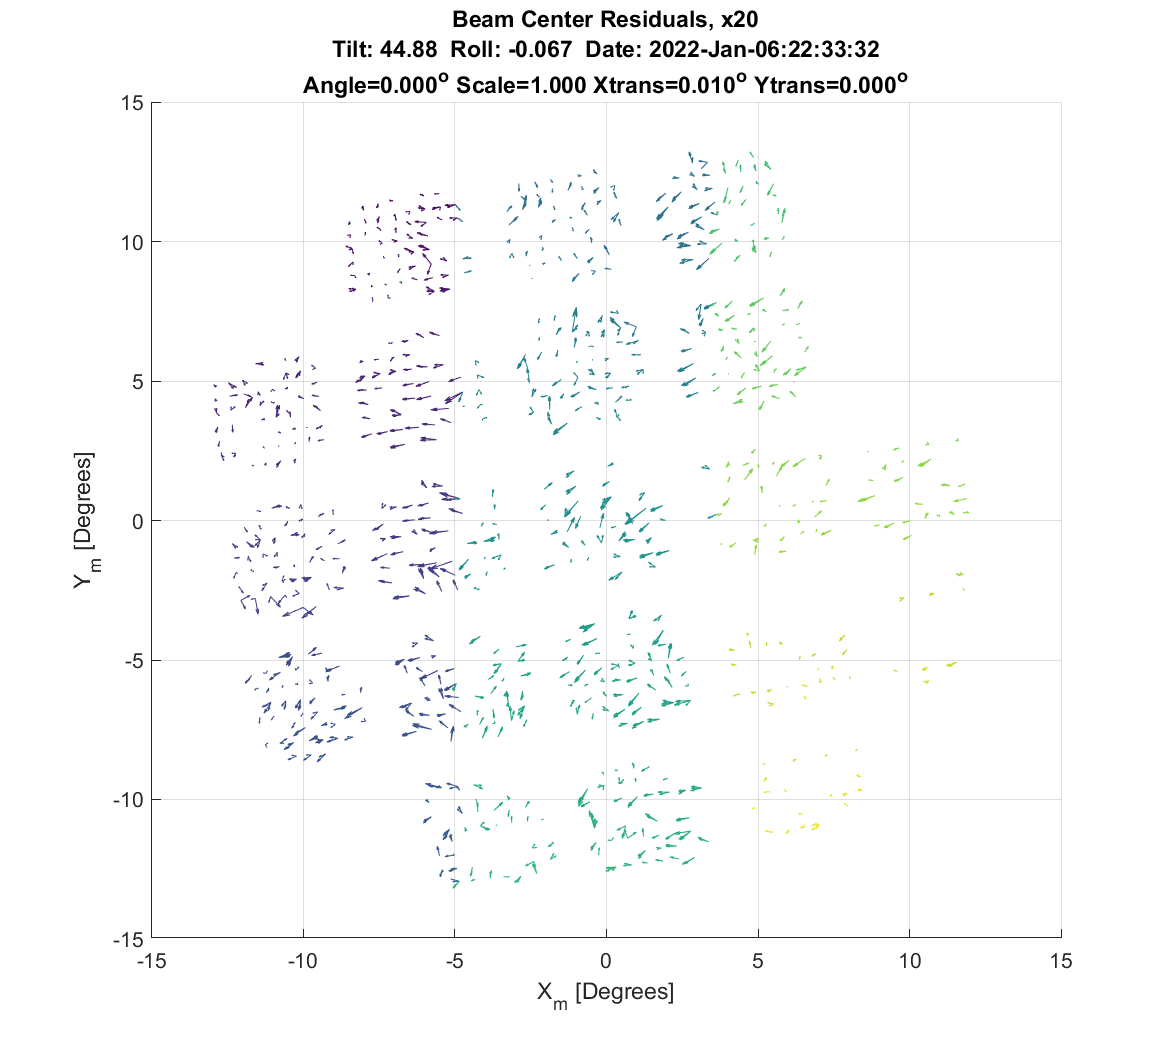 Beam Center Residuals, x20
Tilt: 44.88 Roll: -0.067 Date: 2022-Jan-06:22:33:32
Angle=0.000° Scale=1.000 Xtrans=0.010° Ytrans=0.000°
15
10
5
0
-5
-10
-15
Ym [Degrees]
-15 -10 -5 0 5 10 15
Xm [Degrees]